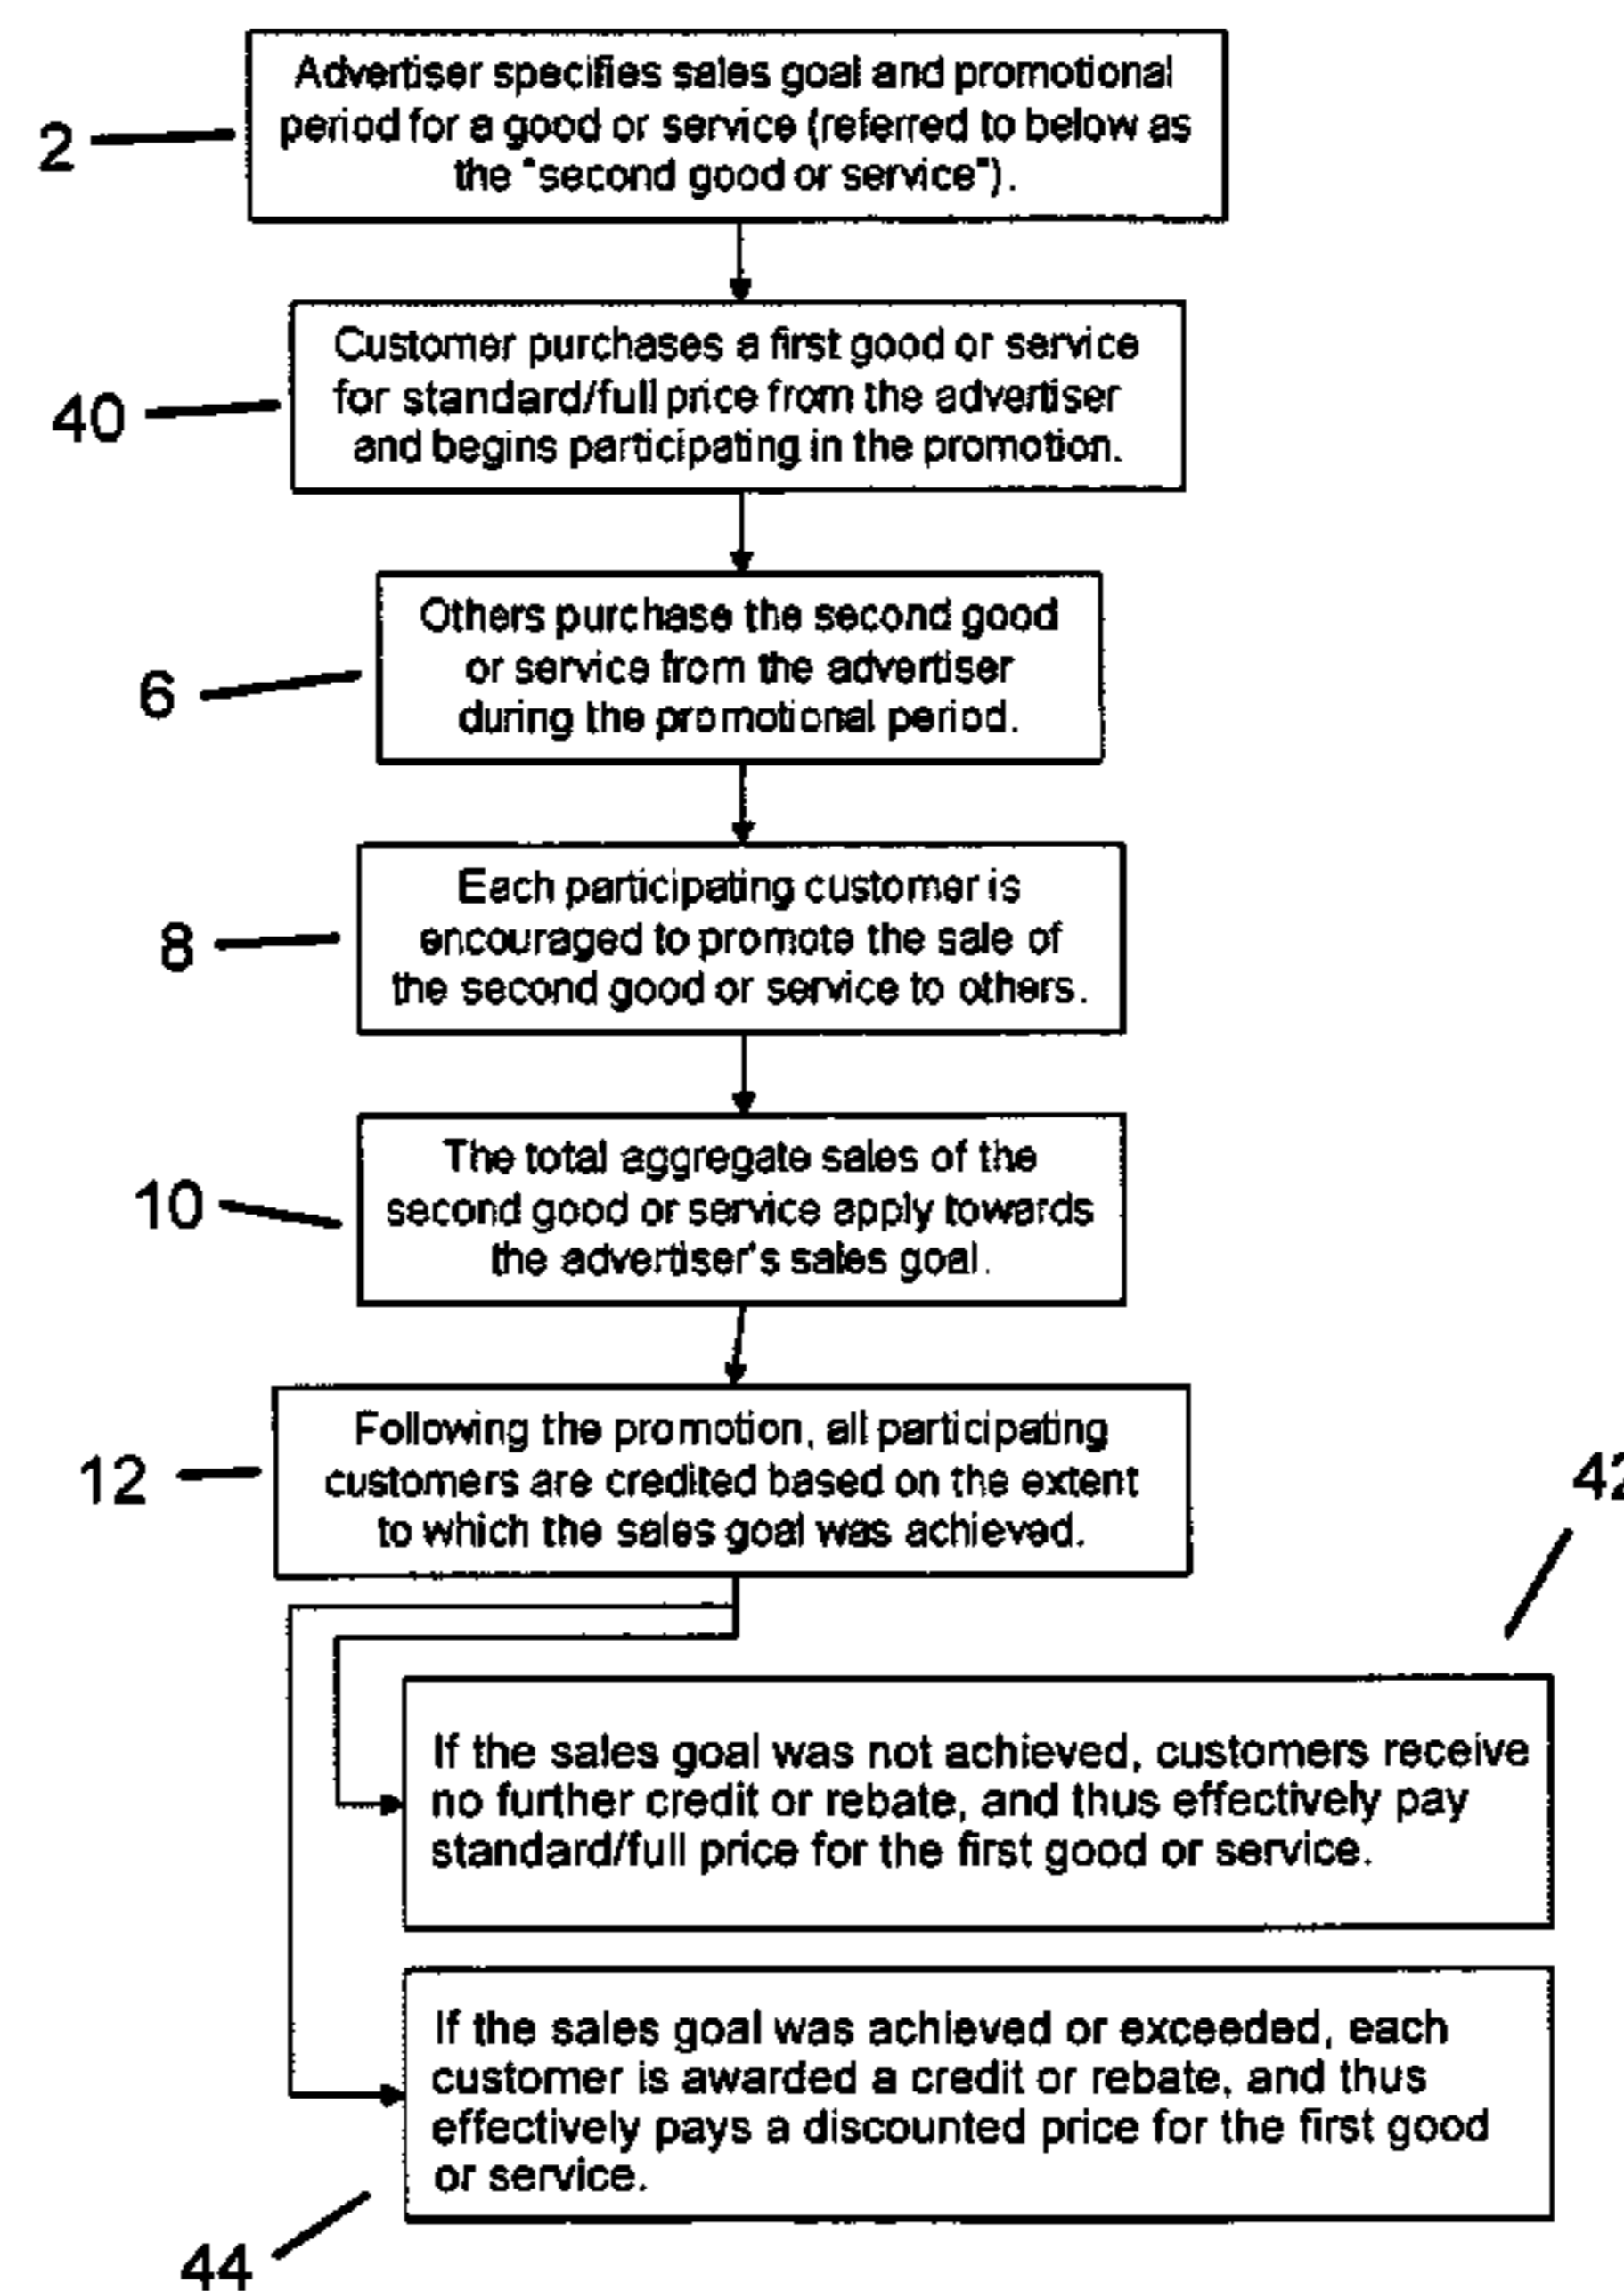 Advertiser specifies sales goal and promotional
period for a good or service (referred to below as
the "second good or service").
2
Customer purchases a first good or service
for standard/full price from the advertiser
and begins participating in the promotion.
40
Others purchase the second good
or service from the advertiser
during the promotional period.
6
Each participating customer is
encouraged to promote the sale of
the second good or service to others.
8
The total aggregate sales of the
second good or service apply towards
the advertiser's sales goal.
10
Following the promotion, all participating
customers are credited based on the extent
to which the sales goal was achieved.
12
42
If the sales goal was not achieved, customers receive
no further credit or rebate, and thus effectively pay
standard/full price for the first good or service.
If the sales goal was achieved or exceeded, each
customer is awarded a credit or rebate, and thus
effectively pays a discounted price for the first good
or service.
44